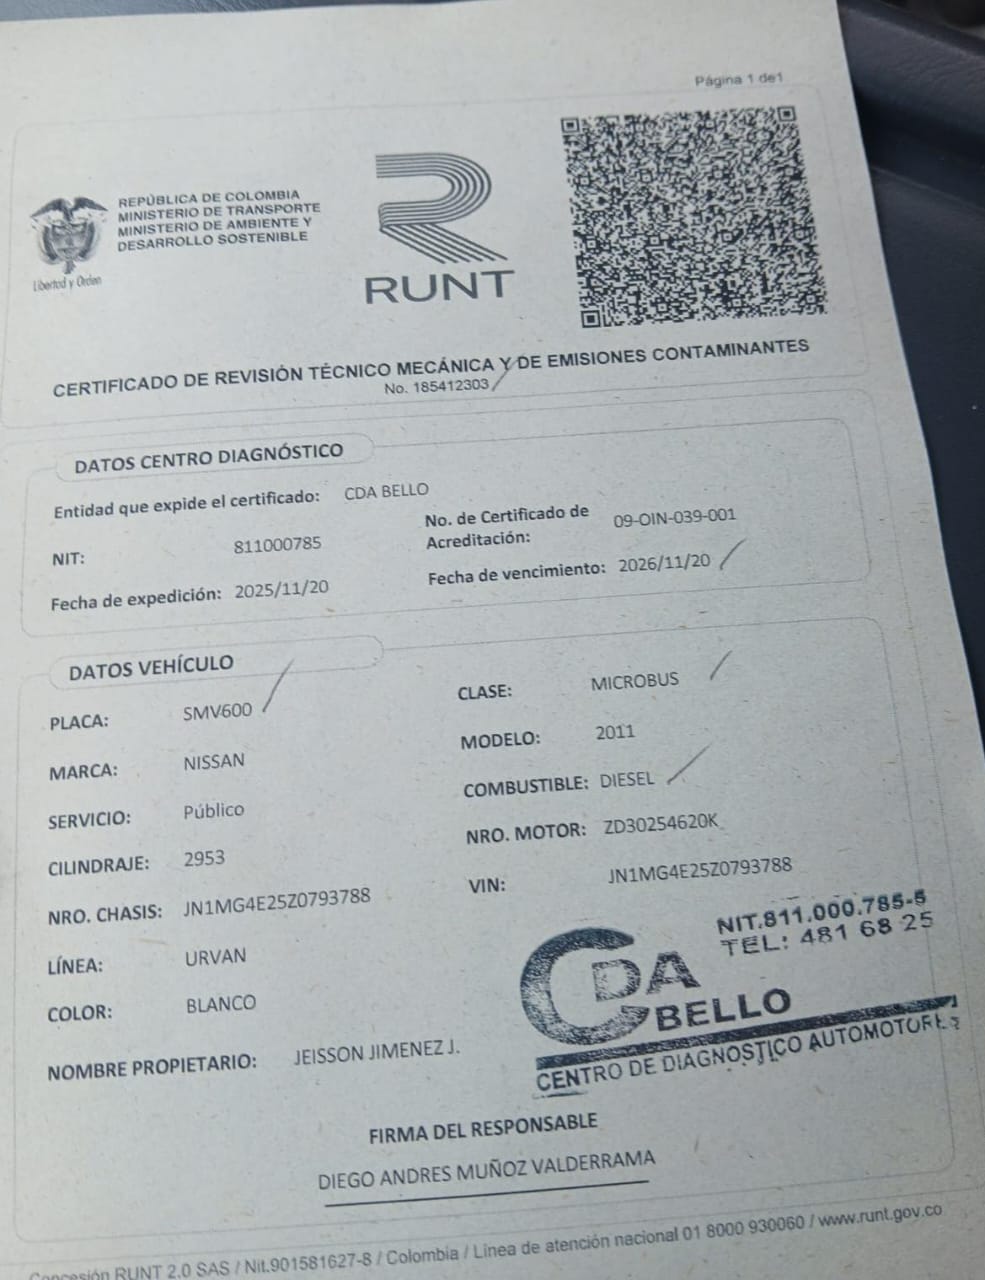 Página 1 de1
REPÚBLICA DE COLOMBIA
MINISTERIO DE TRANSPORTE
MINISTERIO DE AMBIENTE Y
DESARROLLO SOSTENIBLE
Libertad y Orden
RUNT
CERTIFICADO DE REVISIÓN TÉCNICO MECÁNICA Y DE EMISIONES CONTAMINANTES
No. 185412303
DATOS CENTRO DIAGNÓSTICO
Entidad que expide el certificado: CDA BELLO
NIT: 811000785
No. de Certificado de Acreditación: 09-OIN-039-001
Fecha de expedición: 2025/11/20
Fecha de vencimiento: 2026/11/20
DATOS VEHÍCULO
PLACA: SMV600
CLASE: MICROBUS
MARCA: NISSAN
MODELO: 2011
SERVICIO: Público
COMBUSTIBLE: DIESEL
CILINDRAJE: 2953
NRO. MOTOR: ZD30254620K
NRO. CHASIS: JN1MG4E25Z0793788
VIN: JN1MG4E25Z0793788
LÍNEA: URVAN
COLOR: BLANCO
NIT.811.000.785-5
TEL: 481 68 25
CDA
BELLO
CENTRO DE DIAGNOSTICO AUTOMOTORES
NOMBRE PROPIETARIO: JEISSON JIMENEZ J.
FIRMA DEL RESPONSABLE
DIEGO ANDRES MUÑOZ VALDERRAMA
Concesión RUNT 2.0 SAS / Nit.901581627-8 / Colombia / Línea de atención nacional 01 8000 930060 / www.runt.gov.co